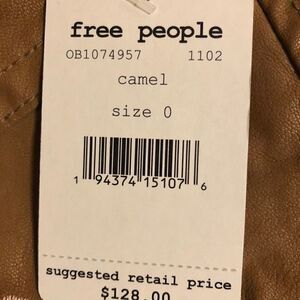 free people
OB1074957 1102
camel
size 0
1 94374 15107 6
suggested retail price
$128.00